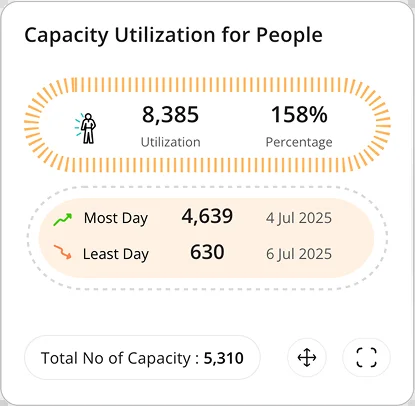 Capacity Utilization for People
8,385 158%
Utilization Percentage
Most Day 4,639 4 Jul 2025
Least Day 630 6 Jul 2025
Total No of Capacity : 5,310